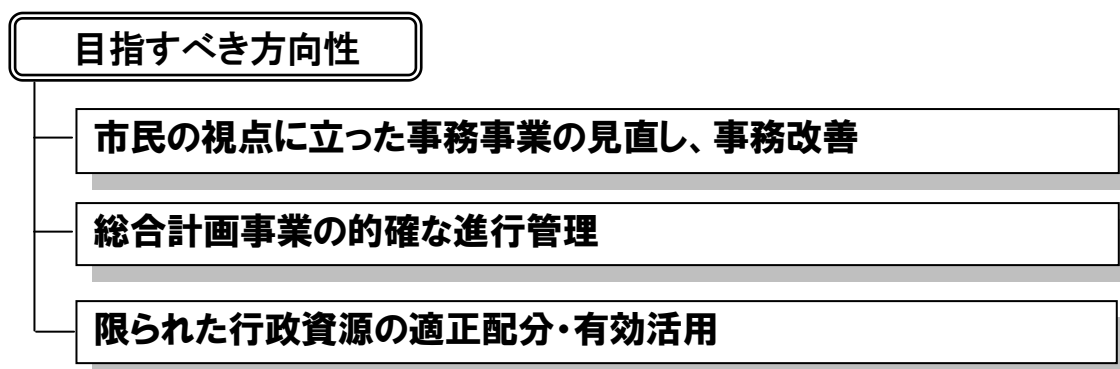 目指すべき方向性
市民の視点に立った事務事業の見直し、事務改善
総合計画事業の的確な進行管理
限られた行政資源の適正配分・有効活用